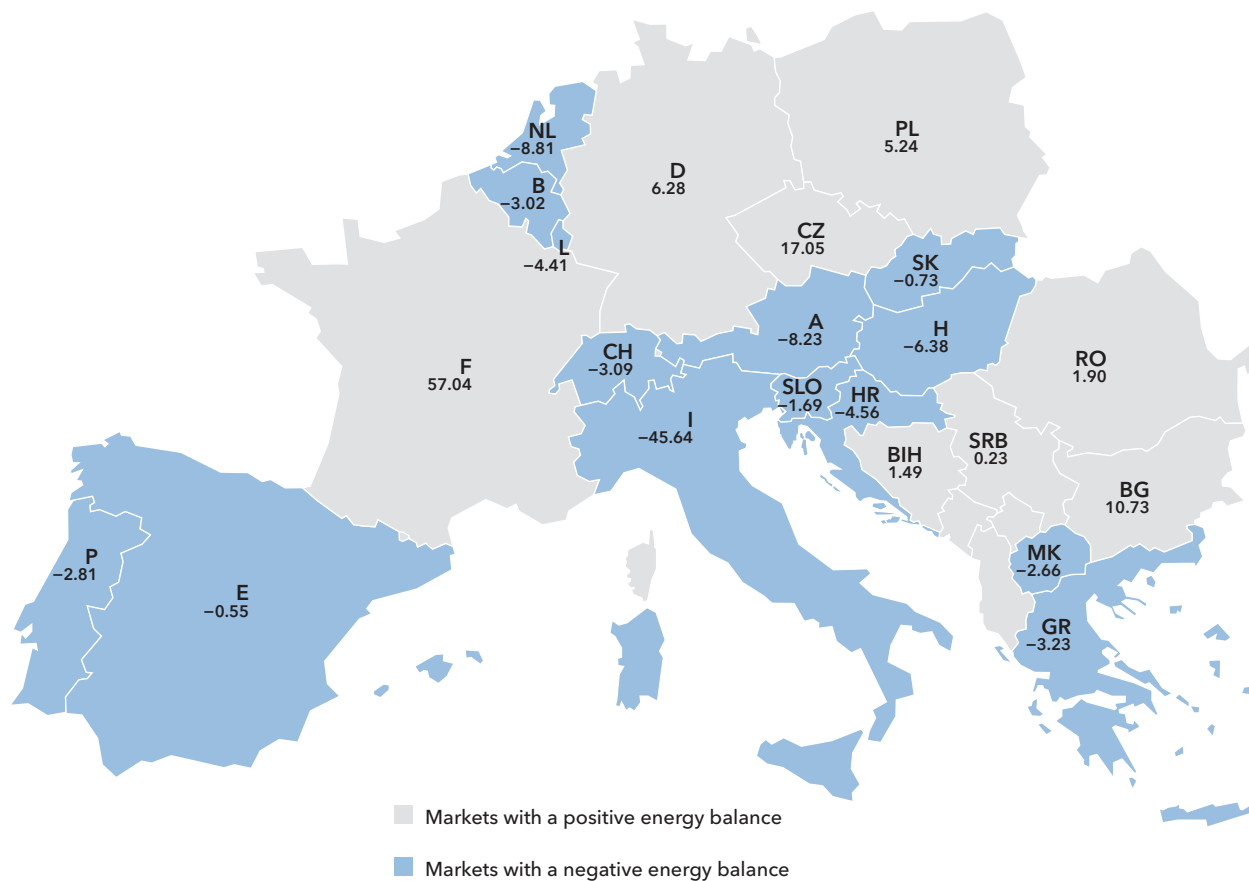 PL
5.24
NL
−8.81
D
6.28
B
−3.02
CZ
17.05
L
−4.41
SK
−0.73
A
−8.23
H
−6.38
CH
−3.09
RO
1.90
F
57.04
SLO
−1.69
HR
−4.56
I
−45.64
SRB
0.23
BIH
1.49
BG
10.73
P
−2.81
MK
−2.66
E
−0.55
GR
−3.23
Markets with a positive energy balance
Markets with a negative energy balance